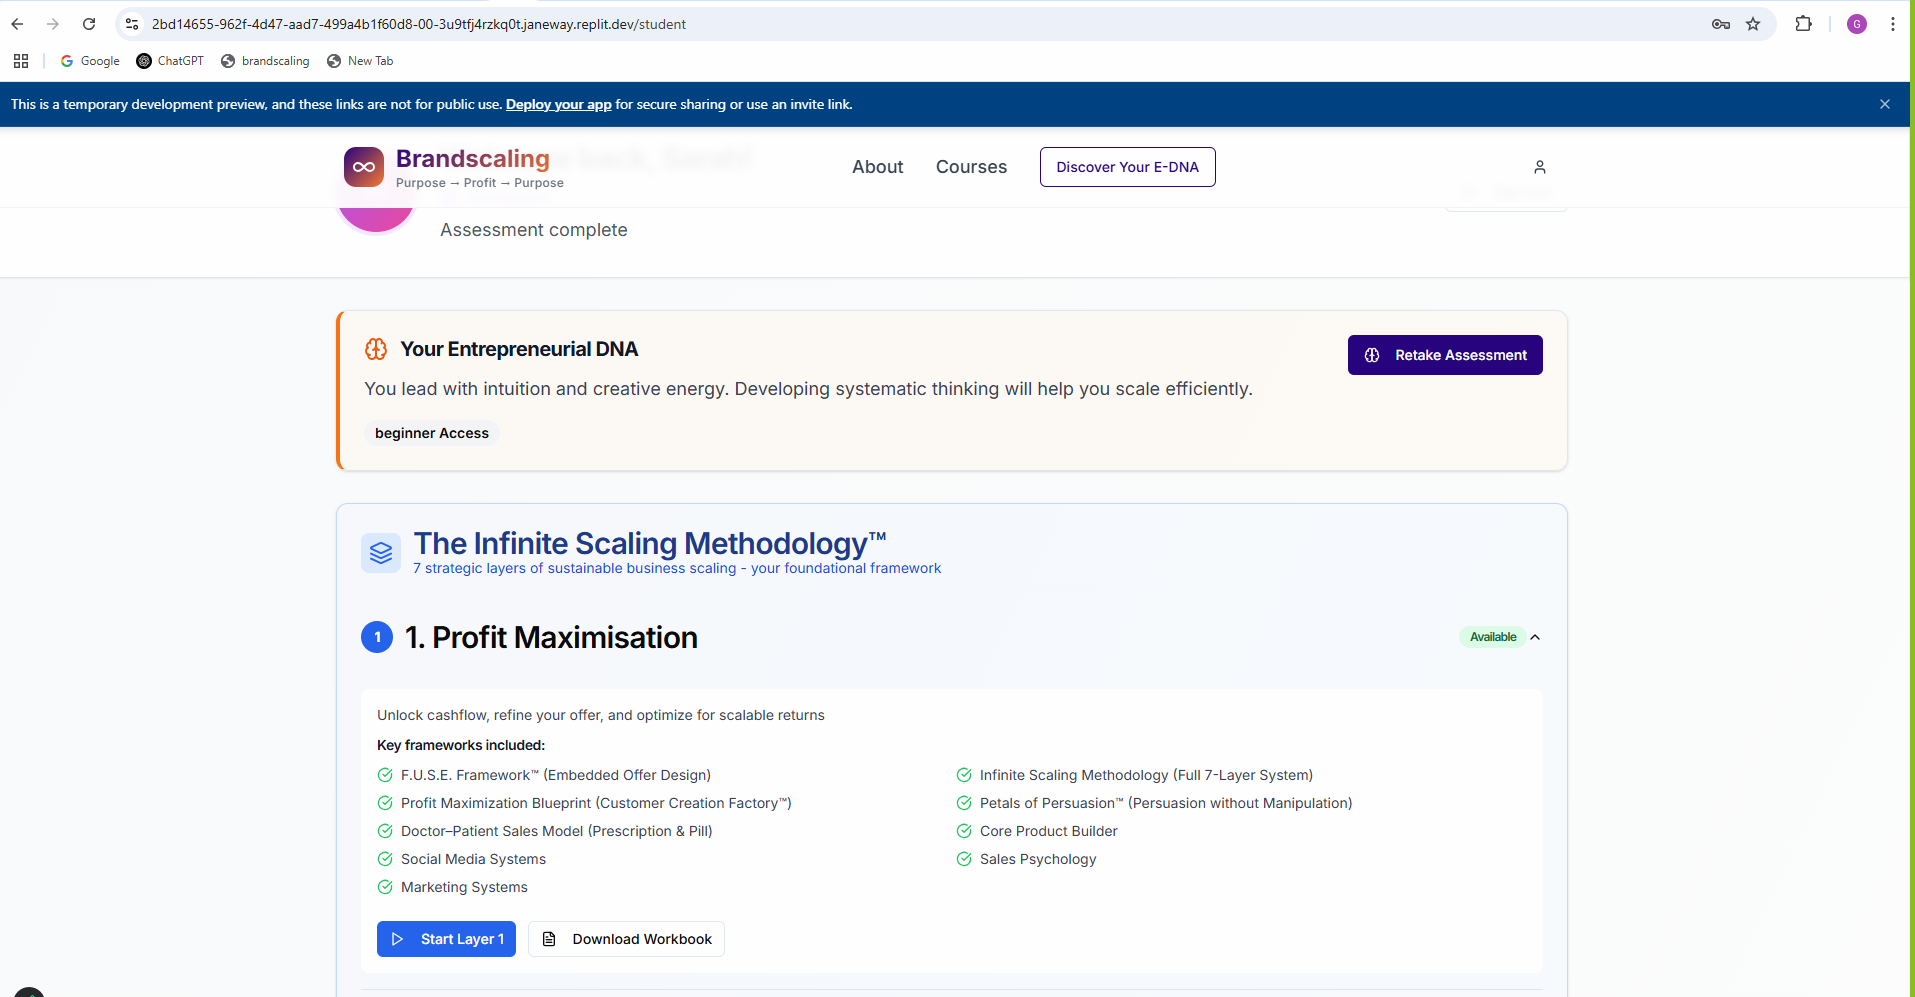 2bd14655-962f-4d47-aad7-499a4b1f60d8-00-3u9tfj4rzkq0t.janeway.replit.dev/student
G
Google
ChatGPT
brandscaling
New Tab
This is a temporary development preview, and these links are not for public use. Deploy your app for secure sharing or use an invite link.
Brandscaling
Purpose → Profit → Purpose
About
Courses
Discover Your E-DNA
Assessment complete
Your Entrepreneurial DNA
Retake Assessment
You lead with intuition and creative energy. Developing systematic thinking will help you scale efficiently.
beginner Access
The Infinite Scaling Methodology™
7 strategic layers of sustainable business scaling - your foundational framework
1
1. Profit Maximisation
Available
Unlock cashflow, refine your offer, and optimize for scalable returns
Key frameworks included:
F.U.S.E. Framework™ (Embedded Offer Design)
Infinite Scaling Methodology (Full 7-Layer System)
Profit Maximization Blueprint (Customer Creation Factory™)
Petals of Persuasion™ (Persuasion without Manipulation)
Doctor–Patient Sales Model (Prescription & Pill)
Core Product Builder
Social Media Systems
Sales Psychology
Marketing Systems
Start Layer 1
Download Workbook